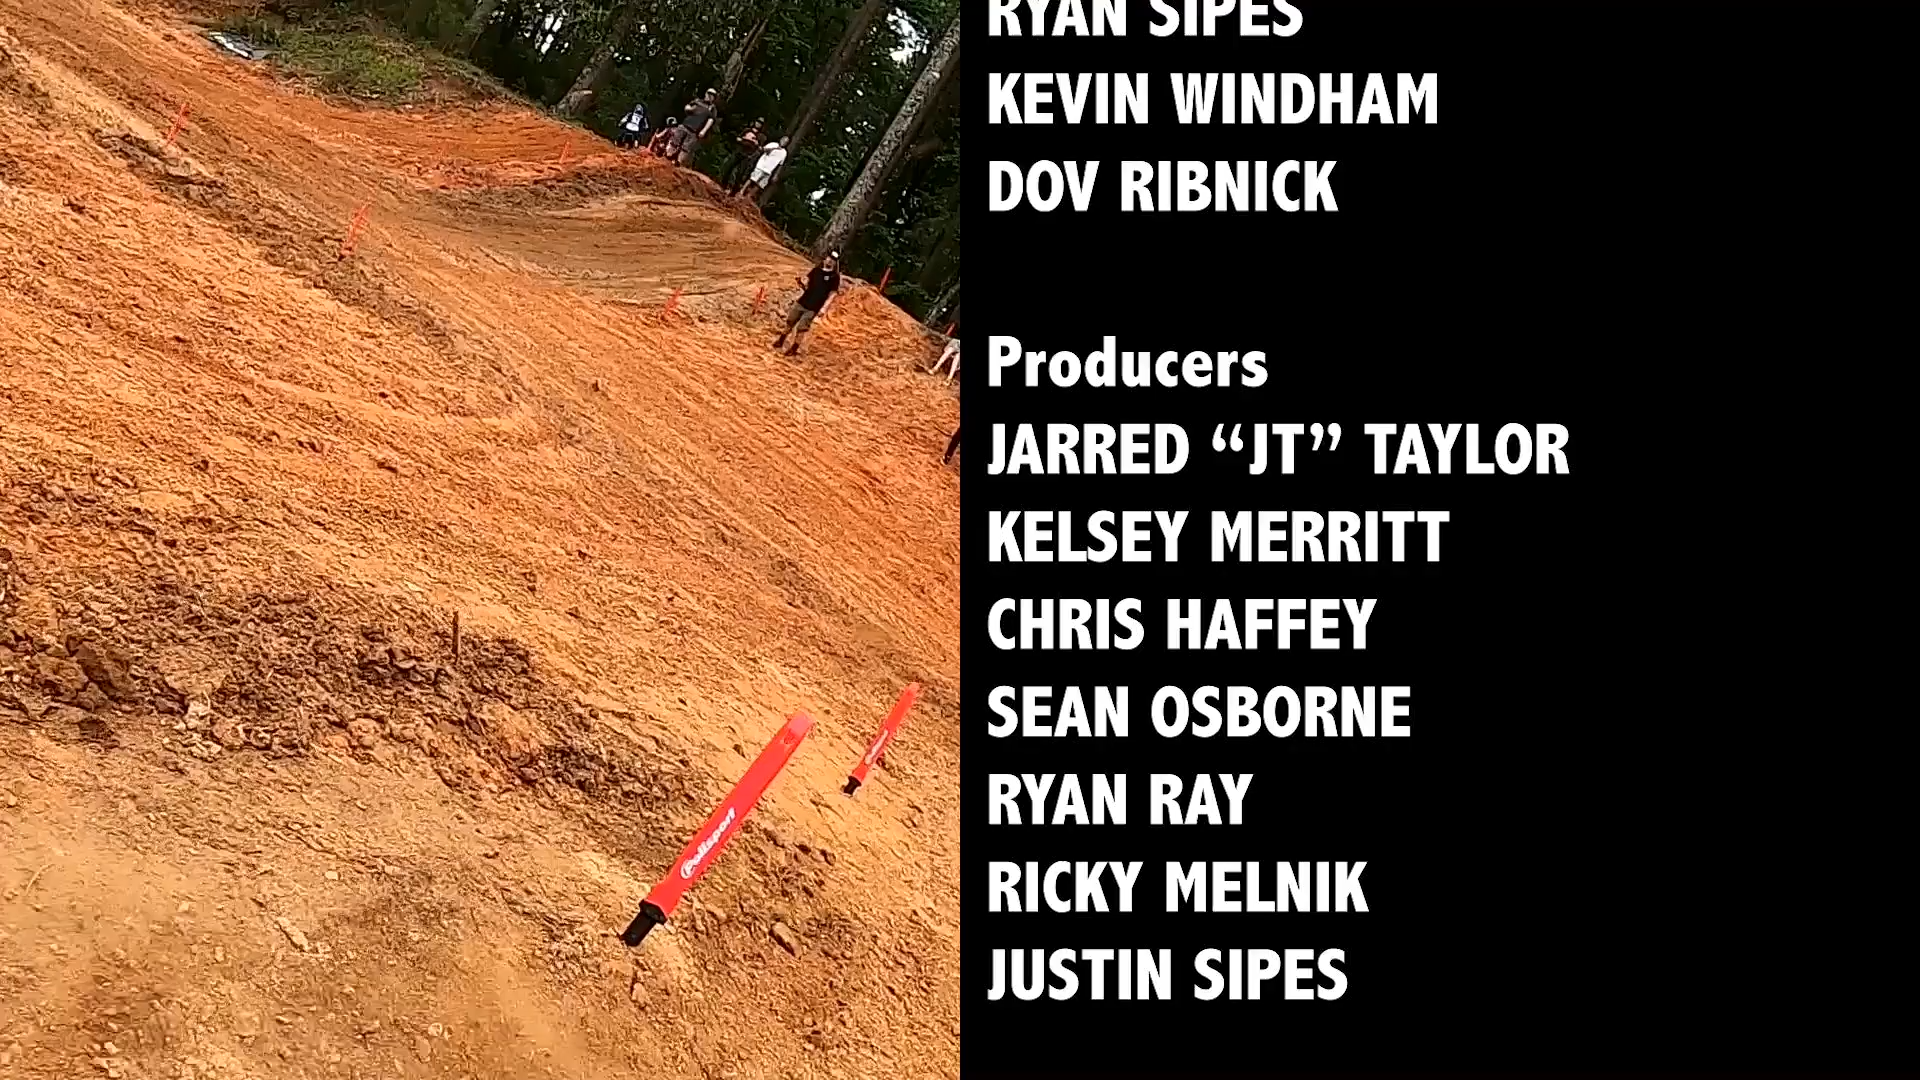 RYAN SIPES
KEVIN WINDHAM
DOV RIBNICK
Producers
JARRED “JT” TAYLOR
KELSEY MERRITT
CHRIS HAFFEY
SEAN OSBORNE
RYAN RAY
RICKY MELNIK
JUSTIN SIPES
Polisport